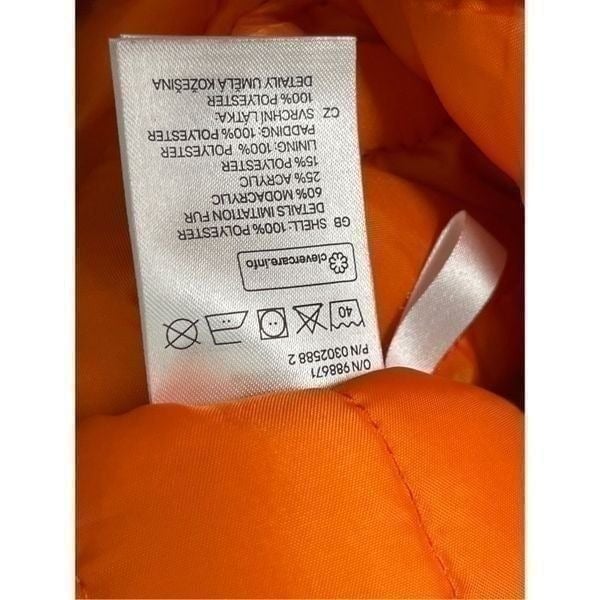 O/N 988671
P/N 0302588 2
40
clevercare.info
GB SHELL: 100% POLYESTER
DETAILS IMITATION FUR
60% MODACRYLIC
25% ACRYLIC
15% POLYESTER
LINING: 100% POLYESTER
PADDING: 100% POLYESTER
CZ SVRCHNÍ LÁTKA:
100% POLYESTER
DETAILY UMĚLÁ KOŽEŠINA